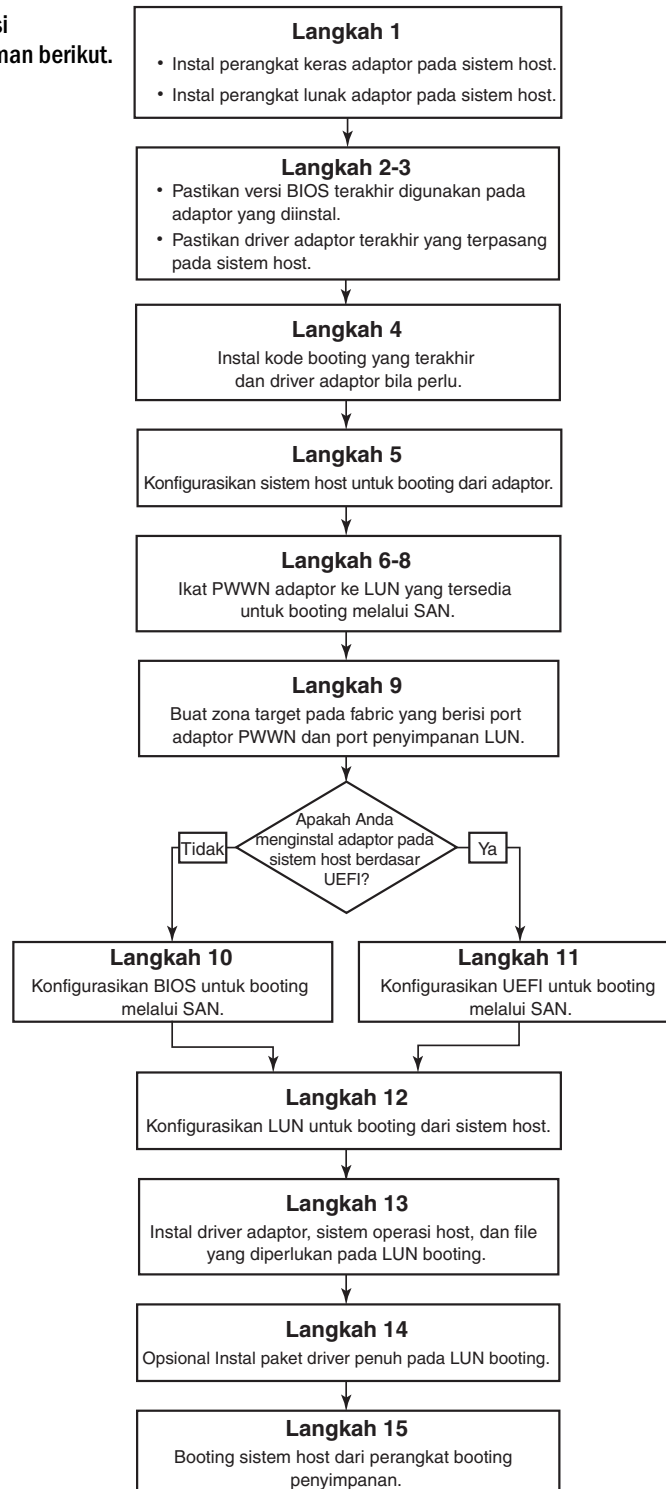 si
nan berikut.
Langkah 1
• Instal perangkat keras adaptor pada sistem host.
• Instal perangkat lunak adaptor pada sistem host.
Langkah 2-3
• Pastikan versi BIOS terakhir digunakan pada
adaptor yang diinstal.
• Pastikan driver adaptor terakhir yang terpasang
pada sistem host.
Langkah 4
Instal kode booting yang terakhir
dan driver adaptor bila perlu.
Langkah 5
Konfigurasikan sistem host untuk booting dari adaptor.
Langkah 6-8
Ikat PWWN adaptor ke LUN yang tersedia
untuk booting melalui SAN.
Langkah 9
Buat zona target pada fabric yang berisi port
adaptor PWWN dan port penyimpanan LUN.
Apakah Anda
menginstal adaptor pada
sistem host berdasar
UEFI?
Tidak
Ya
Langkah 10
Konfigurasikan BIOS untuk booting
melalui SAN.
Langkah 11
Konfigurasikan UEFI untuk booting
melalui SAN.
Langkah 12
Konfigurasikan LUN untuk booting dari sistem host.
Langkah 13
Instal driver adaptor, sistem operasi host, dan file
yang diperlukan pada LUN booting.
Langkah 14
Opsional Instal paket driver penuh pada LUN booting.
Langkah 15
Booting sistem host dari perangkat booting
penyimpanan.